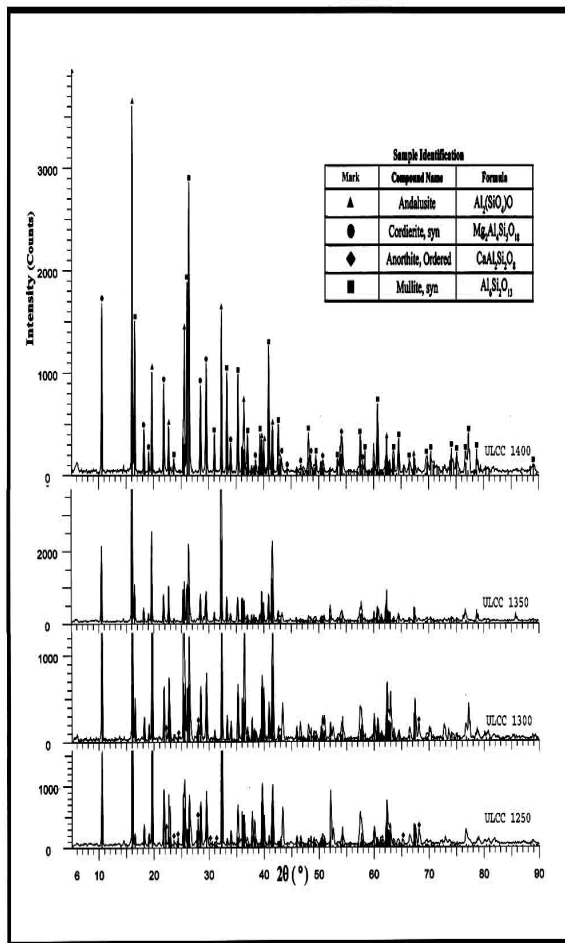 Sample Identification
Mark Compound Name Formula
▲ Andalusite Al₂(SiO₄)O
● Cordierite, syn Mg₂Al₄Si₅O₁₈
◆ Anorthite, Ordered CaAl₂Si₂O₈
■ Mullite, syn Al₆Si₂O₁₃
Intensity (Counts)
3000
2000
1000
0
ULCC 1400
2000
0
ULCC 1350
1000
0
ULCC 1300
1000
0
ULCC 1250
6 10 20 30 40 50 60 70 80 90
2θ (°)